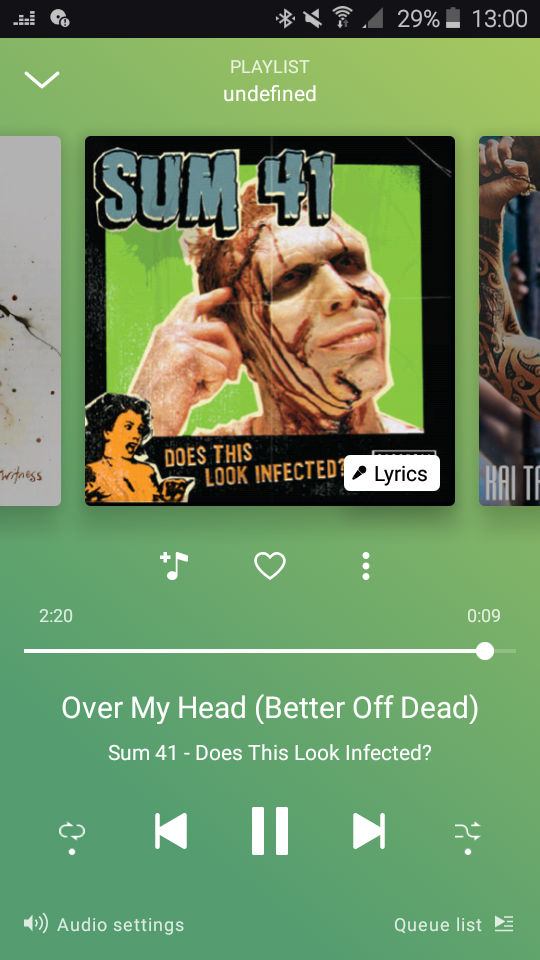 29% 13:00
PLAYLIST
undefined
SUM 41
DOES THIS
LOOK INFECTED?
witness
KAI TA
Lyrics
2:20 0:09
Over My Head (Better Off Dead)
Sum 41 - Does This Look Infected?
Audio settings Queue list